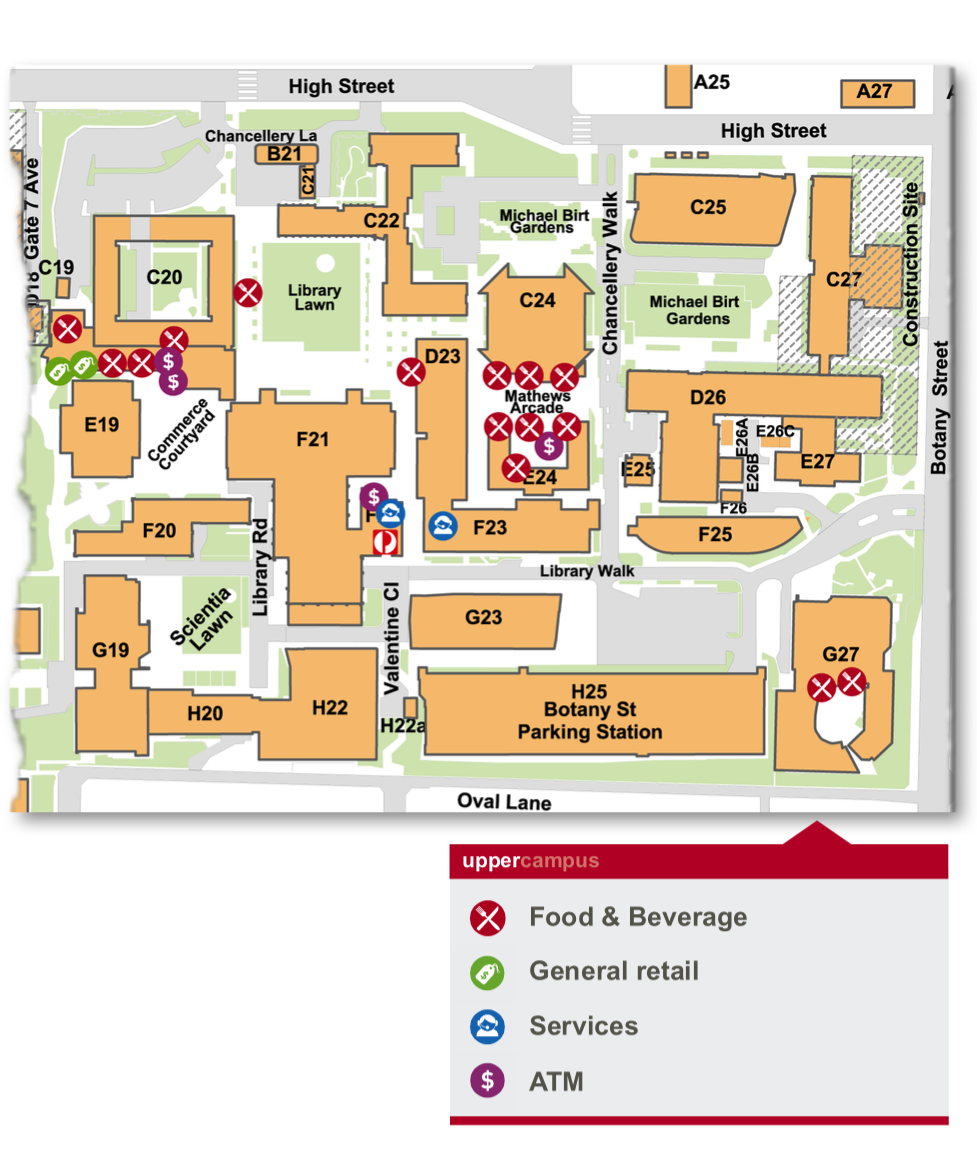 High Street
A25
A27
High Street
Chancellery La
B21
C21
C22
C25
Gate 7 Ave
Michael Birt
Gardens
Chancellery Walk
Construction Site
C19
C20
Library
Lawn
C24
Michael Birt
Gardens
C27
D23
Mathews
Arcade
D26
Botany Street
E19
Commerce
Courtyard
F21
E24
E25
E26A
E26C
E26B
E27
F26
F20
Library Rd
F23
F25
Library Walk
Scientia
Lawn
Valentine Cl
G19
G23
G27
H20
H22
H22a
H25
Botany St
Parking Station
Oval Lane
uppercampus
Food & Beverage
General retail
Services
ATM